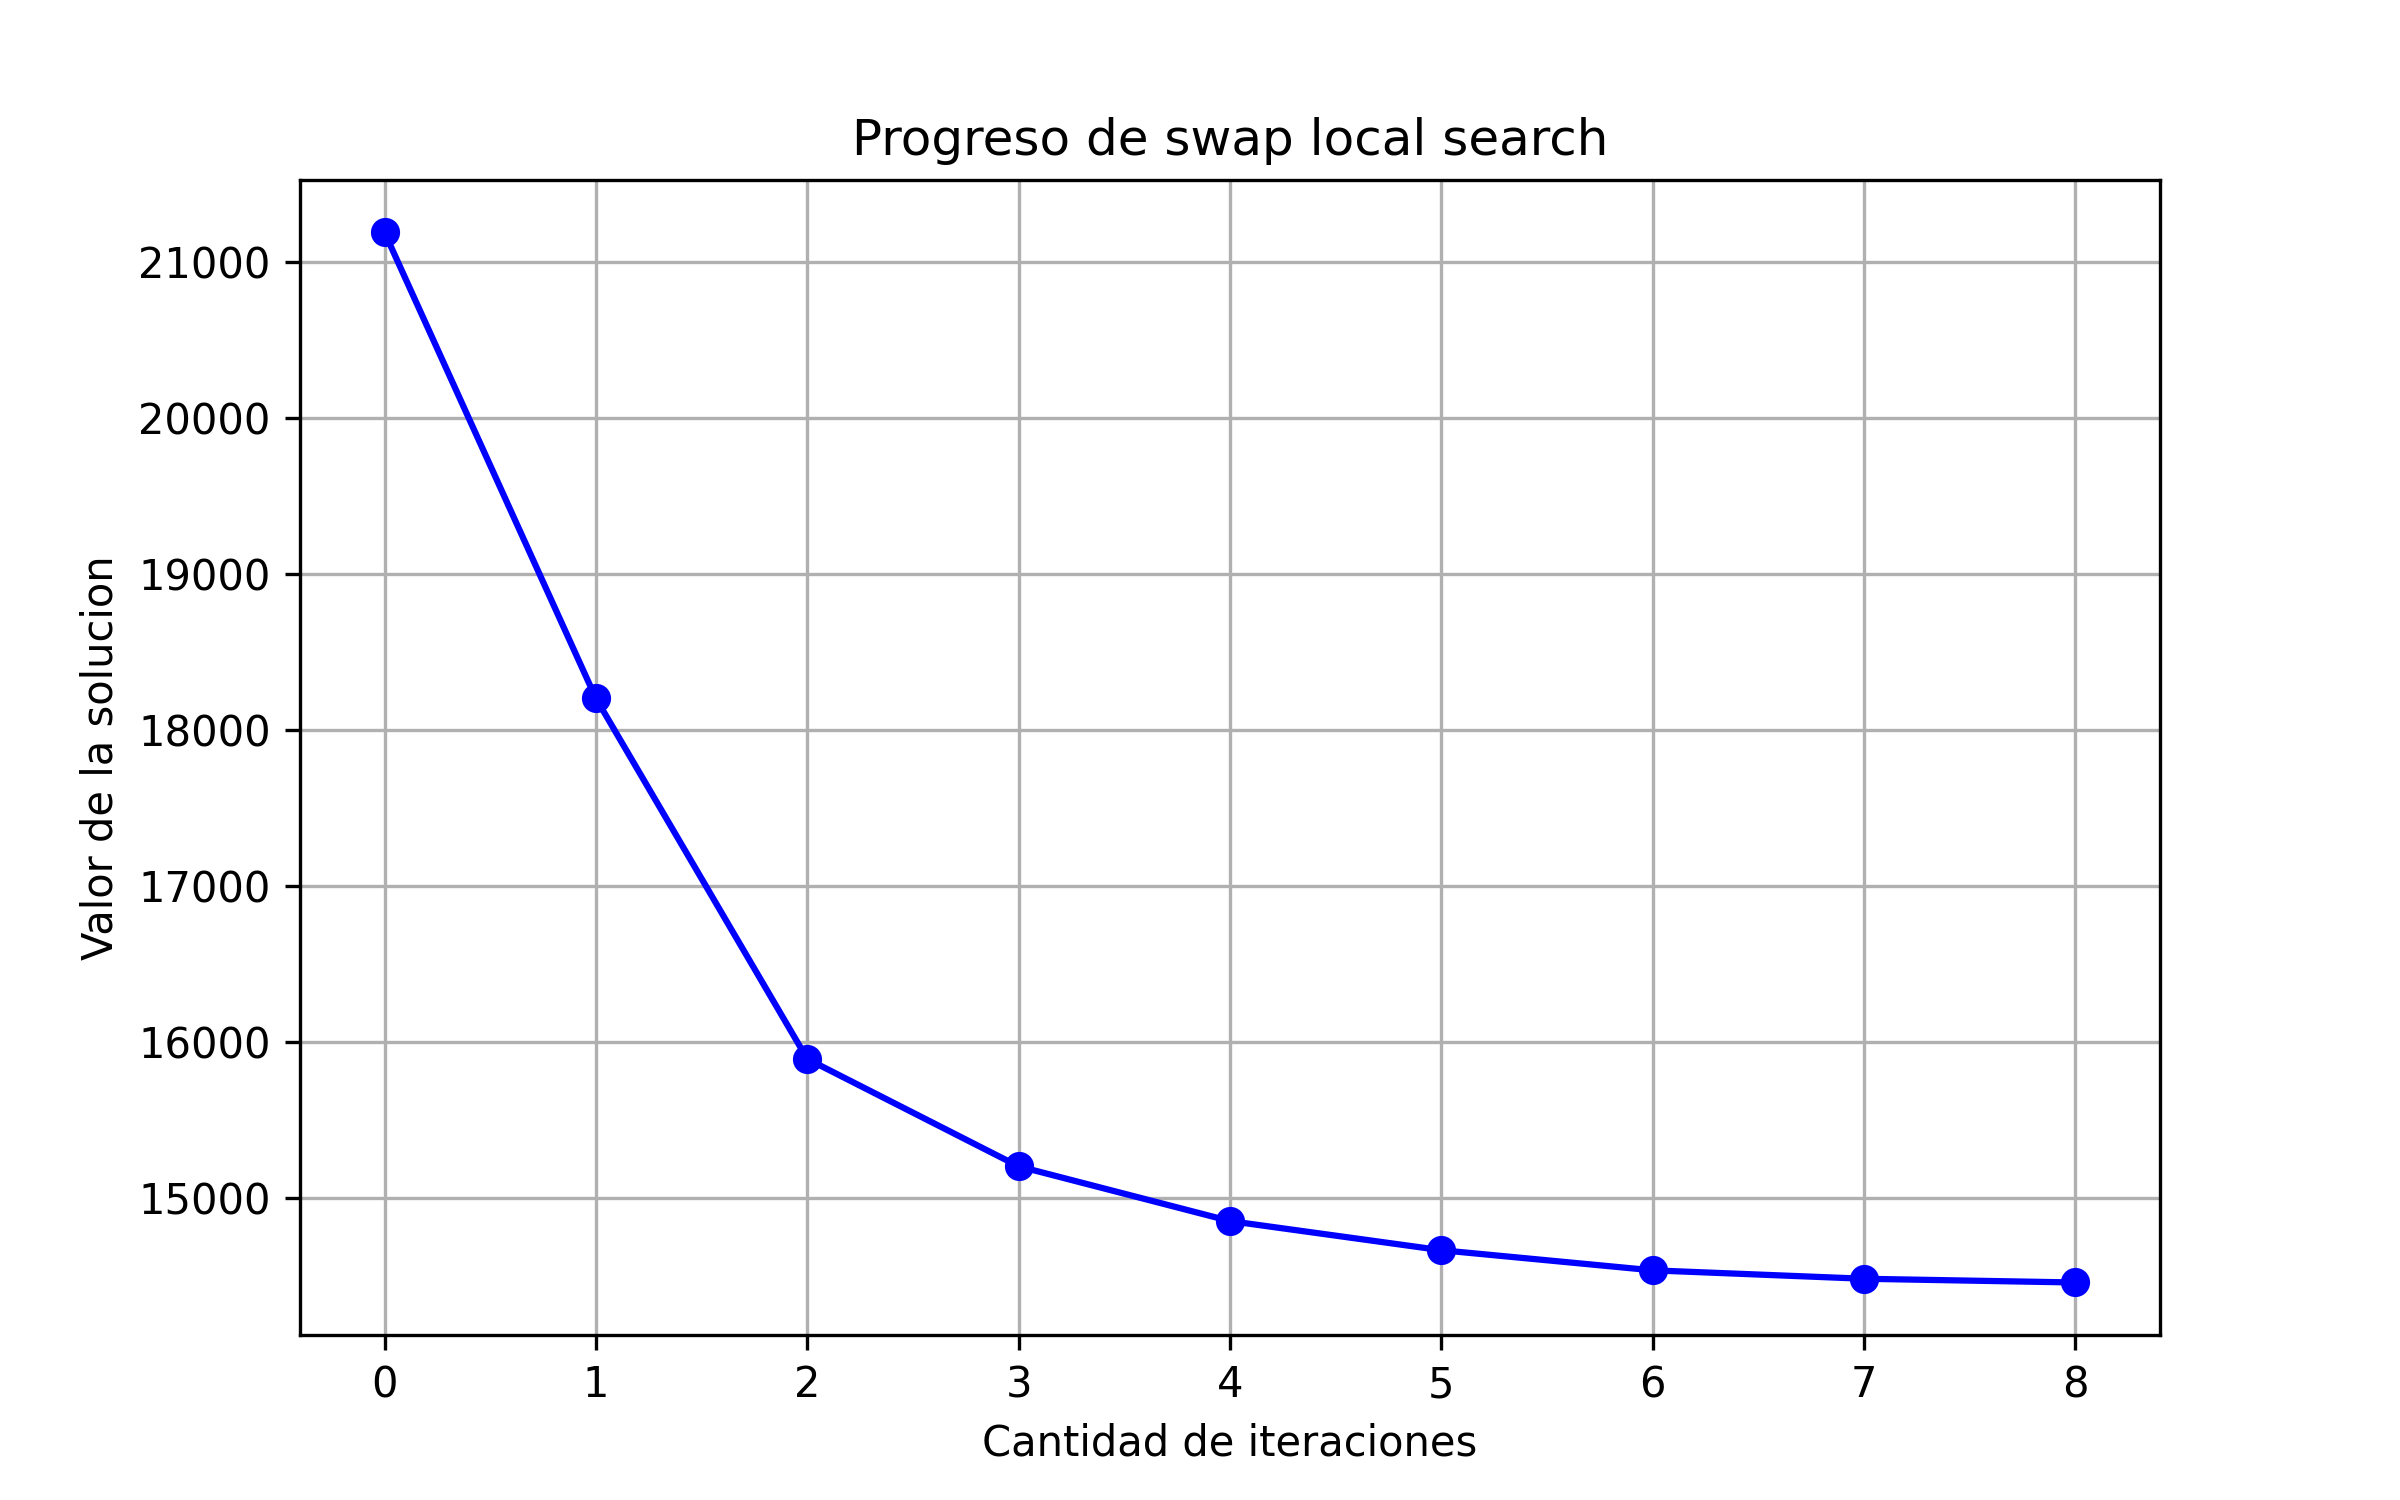 Progreso de swap local search
Valor de la solucion
21000
20000
19000
18000
17000
16000
15000
0 1 2 3 4 5 6 7 8
Cantidad de iteraciones